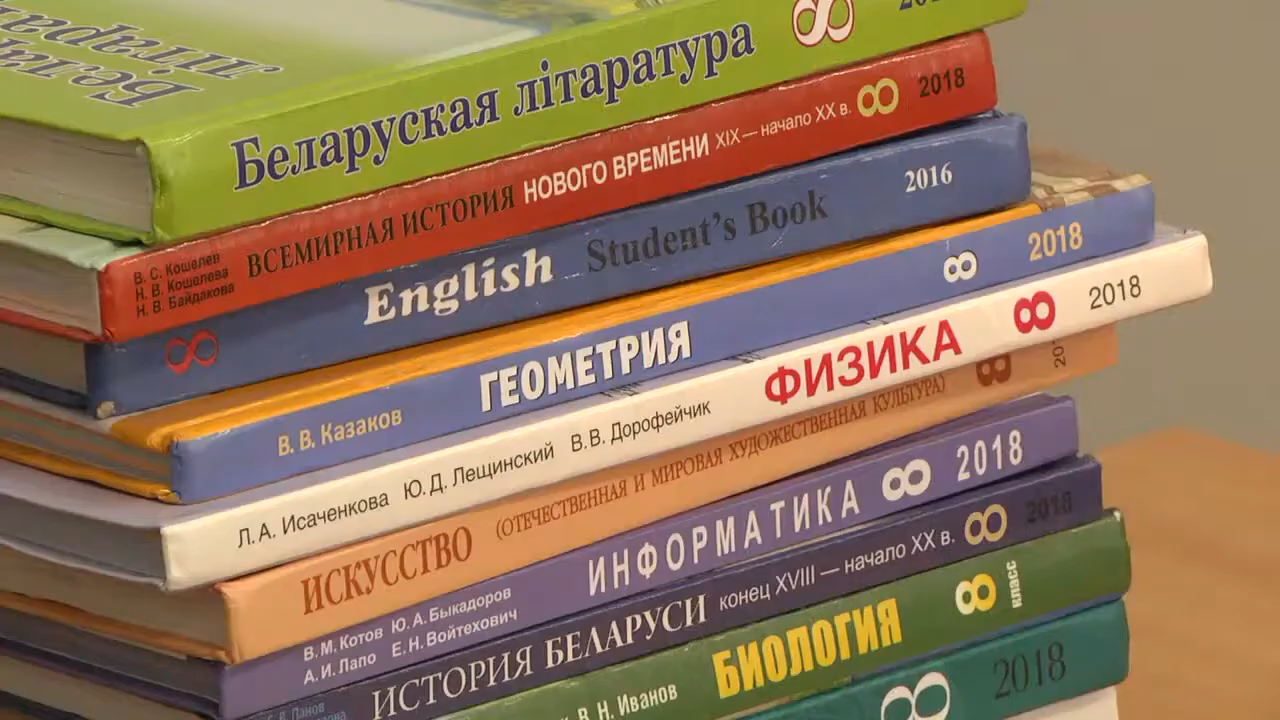 Беларуская літаратура 8
ВСЕМИРНАЯ ИСТОРИЯ НОВОГО ВРЕМЕНИ XIX — начало XX в. 8 2018
В. С. Кошелев
Н. В. Кошелева
Н. В. Байдакова
8 English Student's Book 2016
В. В. Казаков ГЕОМЕТРИЯ 8 2018
Л. А. Исаченкова Ю. Д. Лещинский В. В. Дорофейчик ФИЗИКА 8 2018
ИСКУССТВО (ОТЕЧЕСТВЕННАЯ И МИРОВАЯ ХУДОЖЕСТВЕННАЯ КУЛЬТУРА) 8
В. М. Котов Ю. А. Быкадоров
А. И. Лапо Е. Н. Войтехович
ИНФОРМАТИКА 8 2018
ИСТОРИЯ БЕЛАРУСИ конец XVIII — начало XX в. 8 2018
В. Н. Иванов БИОЛОГИЯ 8 класс
8 2018